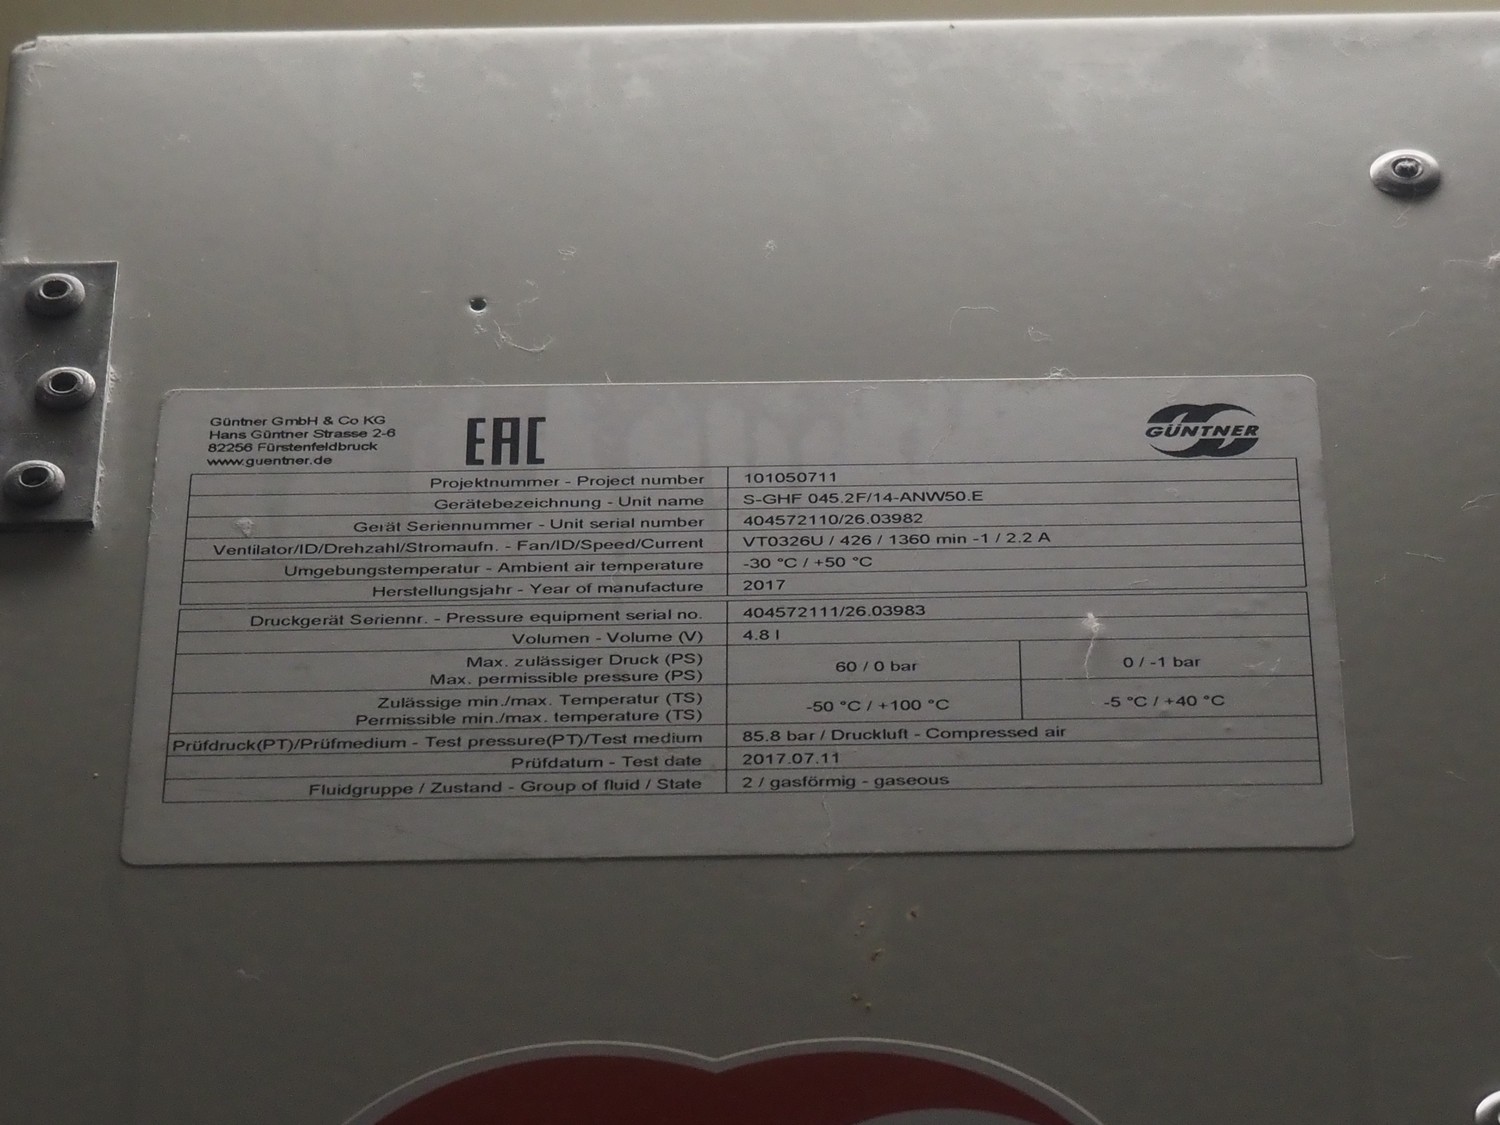 Güntner GmbH & Co KG
Hans Güntner Strasse 2-6
82256 Fürstenfeldbruck
www.guentner.de
EAC
GÜNTNER
Projektnummer - Project number 101050711
Gerätebezeichnung - Unit name S-GHF 045.2F/14-ANW50.E
Gerät Seriennummer - Unit serial number 404572110/26.03982
Ventilator/ID/Drehzahl/Stromaufn. - Fan/ID/Speed/Current VT0326U / 426 / 1360 min -1 / 2.2 A
Umgebungstemperatur - Ambient air temperature -30 °C / +50 °C
Herstellungsjahr - Year of manufacture 2017
Druckgerät Seriennr. - Pressure equipment serial no. 404572111/26.03983
Volumen - Volume (V) 4.8 l
Max. zulässiger Druck (PS)
Max. permissible pressure (PS) 60 / 0 bar 0 / -1 bar
Zulässige min./max. Temperatur (TS)
Permissible min./max. temperature (TS) -50 °C / +100 °C -5 °C / +40 °C
Prüfdruck(PT)/Prüfmedium - Test pressure(PT)/Test medium 85.8 bar / Druckluft - Compressed air
Prüfdatum - Test date 2017.07.11
Fluidgruppe / Zustand - Group of fluid / State 2 / gasförmig - gaseous